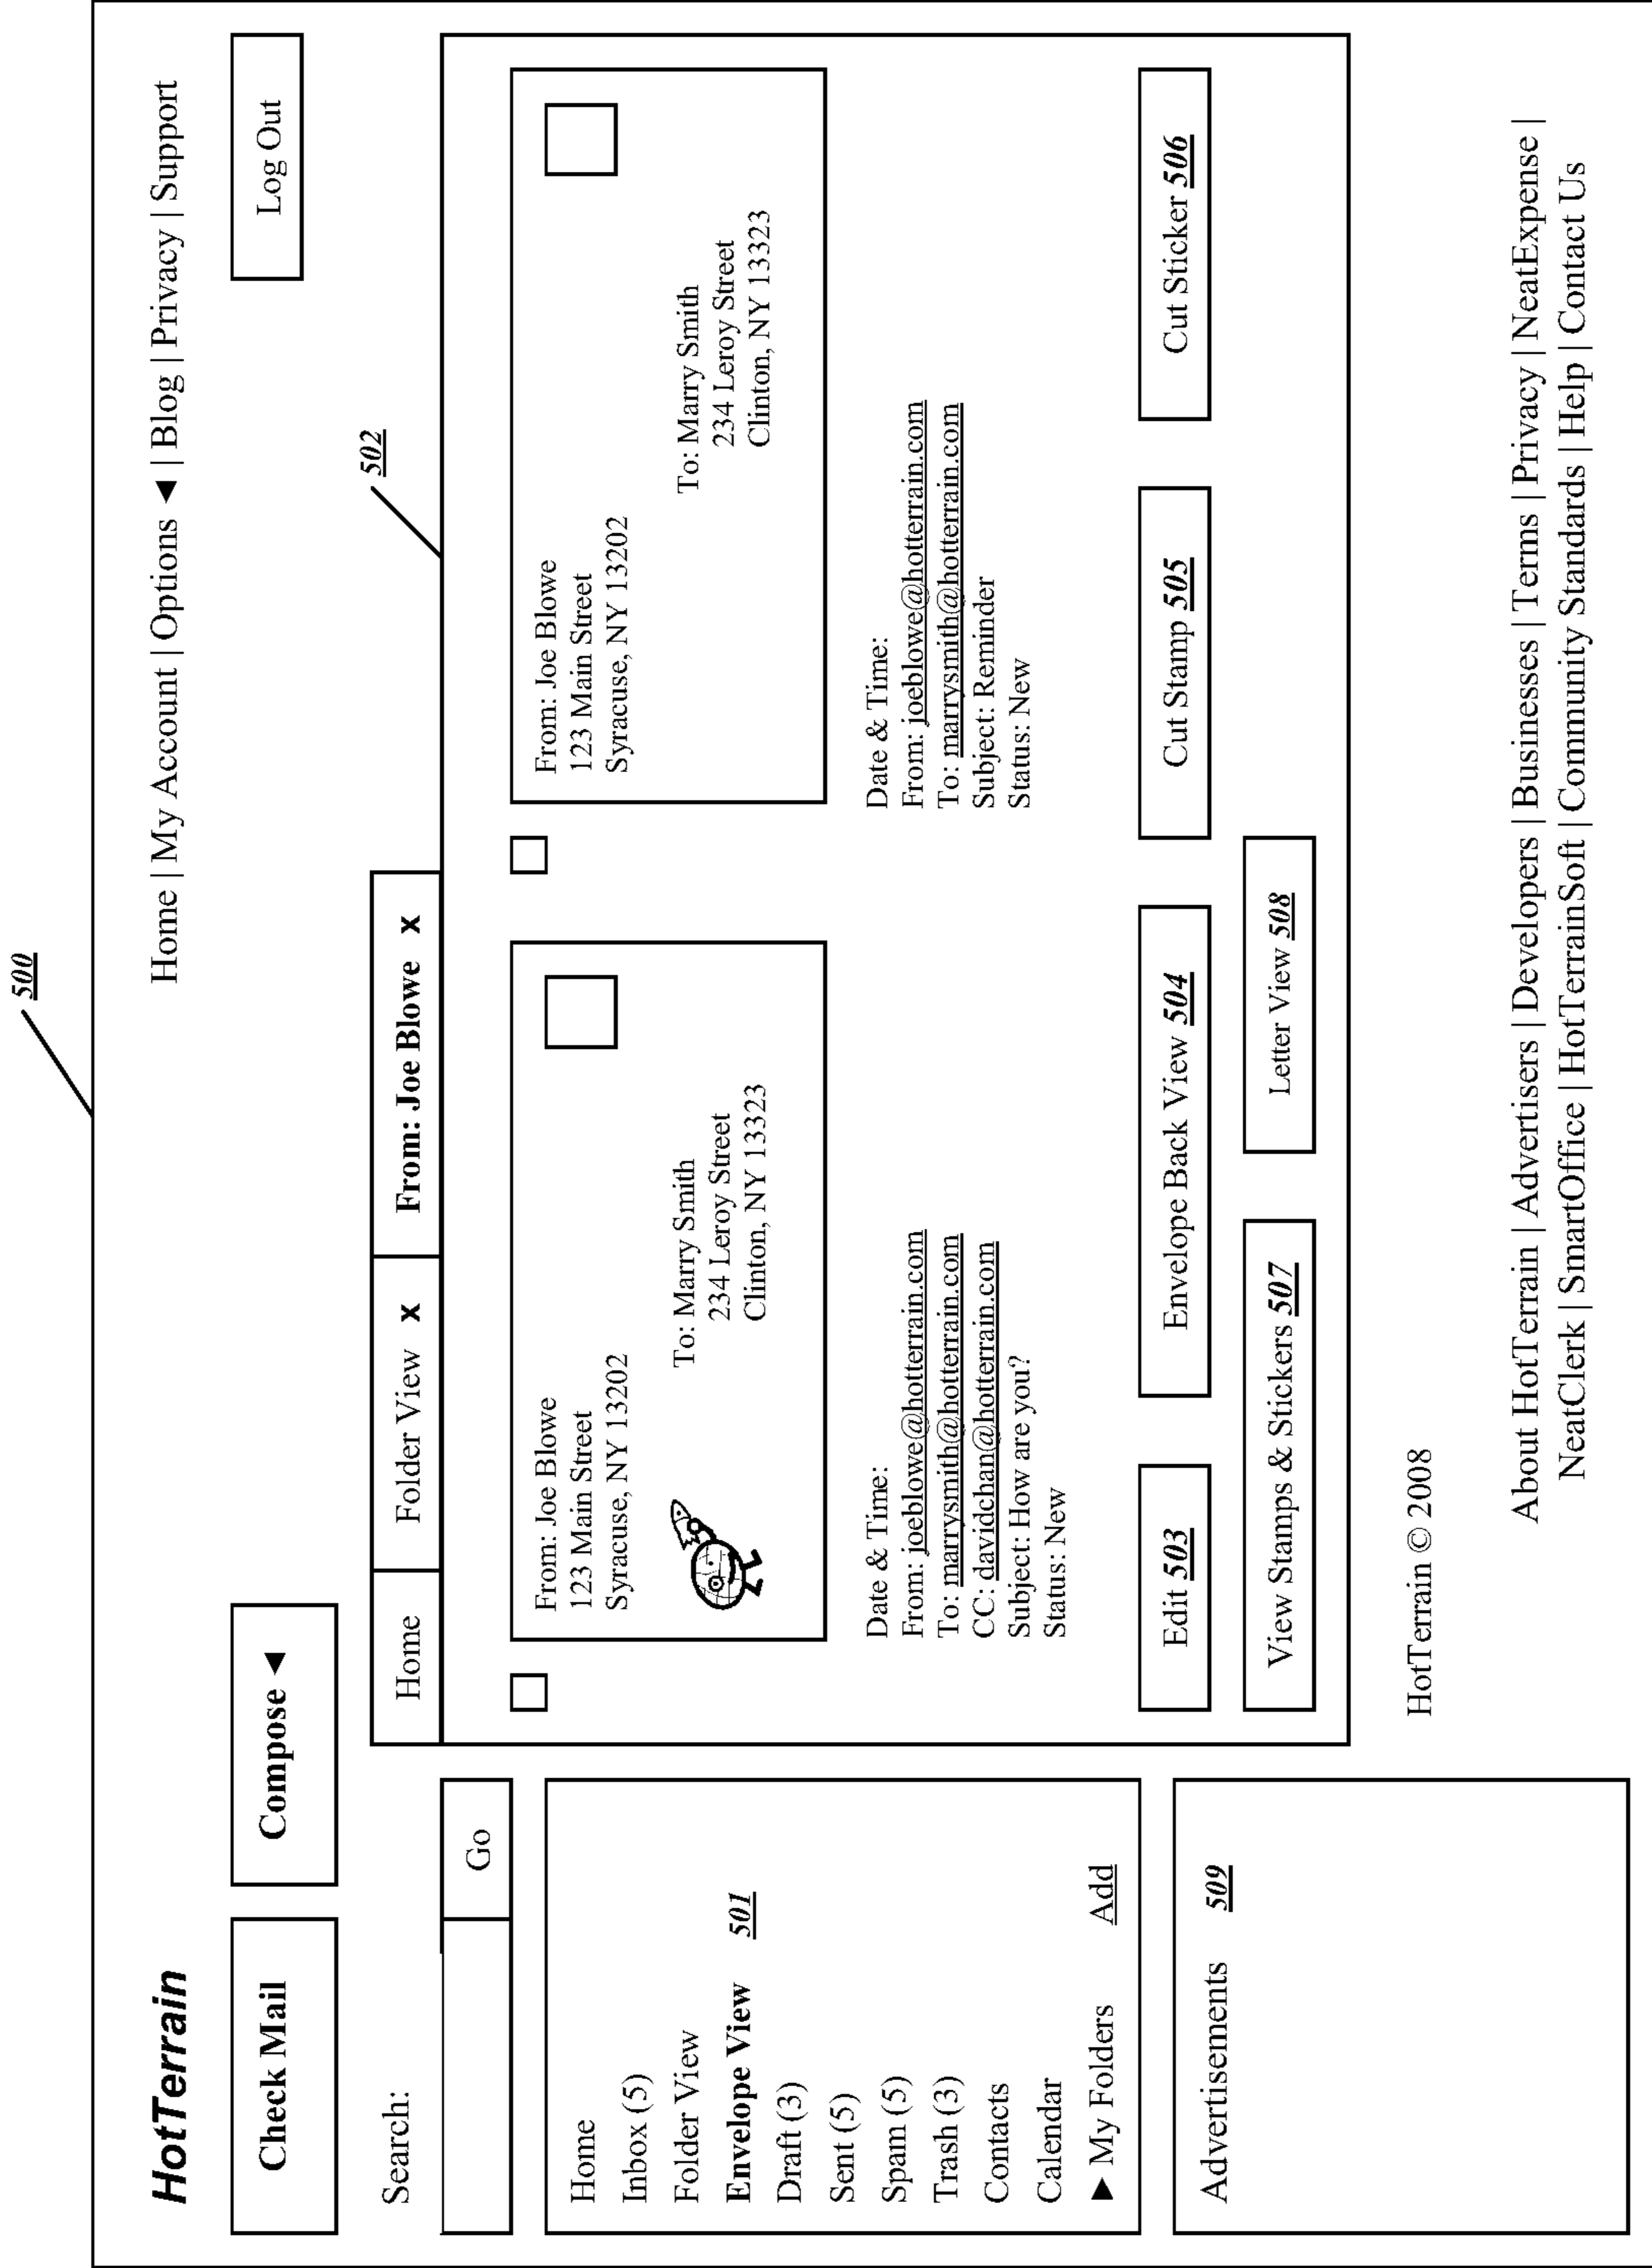 500
HotTerrain
Home | My Account | Options ▼ | Blog | Privacy | Support
Check Mail
Compose ▼
Log Out
Search:
Go
Home
Folder View x
From: Joe Blowe x
502
Home
Inbox (5)
Folder View
Envelope View 501
Draft (3)
Sent (5)
Spam (5)
Trash (3)
Contacts
Calendar
► My Folders Add
Advertisements 509
From: Joe Blowe
123 Main Street
Syracuse, NY 13202
To: Marry Smith
234 Leroy Street
Clinton, NY 13323
Date & Time:
From: joeblowe@hotterrain.com
To: marrysmith@hotterrain.com
CC: davidchan@hotterrain.com
Subject: How are you?
Status: New
From: Joe Blowe
123 Main Street
Syracuse, NY 13202
To: Marry Smith
234 Leroy Street
Clinton, NY 13323
Date & Time:
From: joeblowe@hotterrain.com
To: marrysmith@hotterrain.com
Subject: Reminder
Status: New
Edit 503
Envelope Back View 504
Cut Stamp 505
Cut Sticker 506
View Stamps & Stickers 507
Letter View 508
HotTerrain © 2008
About HotTerrain | Advertisers | Developers | Businesses | Terms | Privacy | NeatExpense |
NeatClerk | SmartOffice | HotTerrainSoft | Community Standards | Help | Contact Us